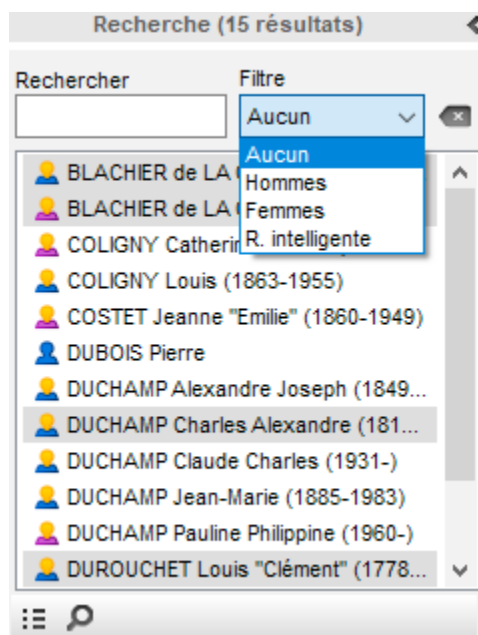 Recherche (15 résultats)
Rechercher
Filtre
Aucun
Aucun
Hommes
Femmes
R. intelligente
BLACHIER de LA
BLACHIER de LA
COLIGNY Catherin
COLIGNY Louis (1863-1955)
COSTET Jeanne "Emilie" (1860-1949)
DUBOIS Pierre
DUCHAMP Alexandre Joseph (1849...
DUCHAMP Charles Alexandre (181...
DUCHAMP Claude Charles (1931-)
DUCHAMP Jean-Marie (1885-1983)
DUCHAMP Pauline Philippine (1960-)
DUROUCHET Louis "Clément" (1778...